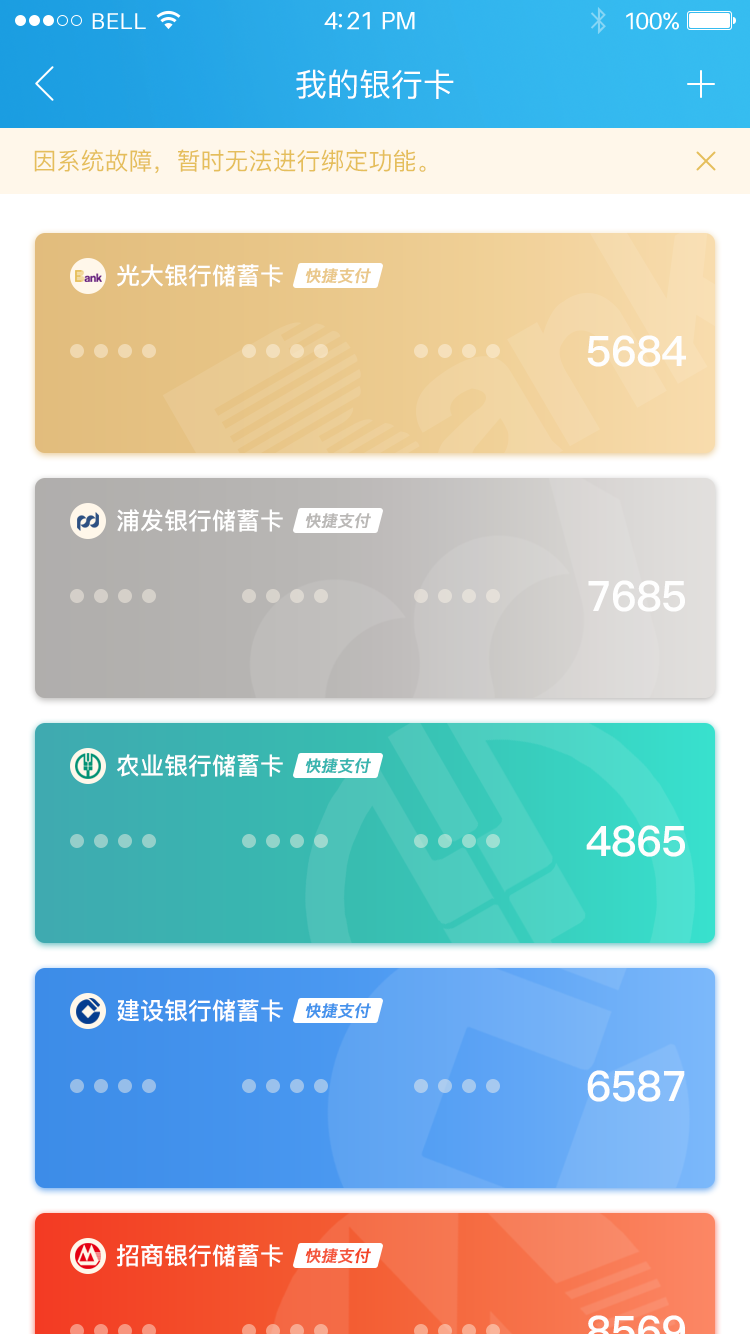 BELL 4:21 PM 100%
我的银行卡
因系统故障，暂时无法进行绑定功能。
Bank 光大银行储蓄卡 快捷支付
5684
浦发银行储蓄卡 快捷支付
7685
农业银行储蓄卡 快捷支付
4865
建设银行储蓄卡 快捷支付
6587
招商银行储蓄卡 快捷支付
8569